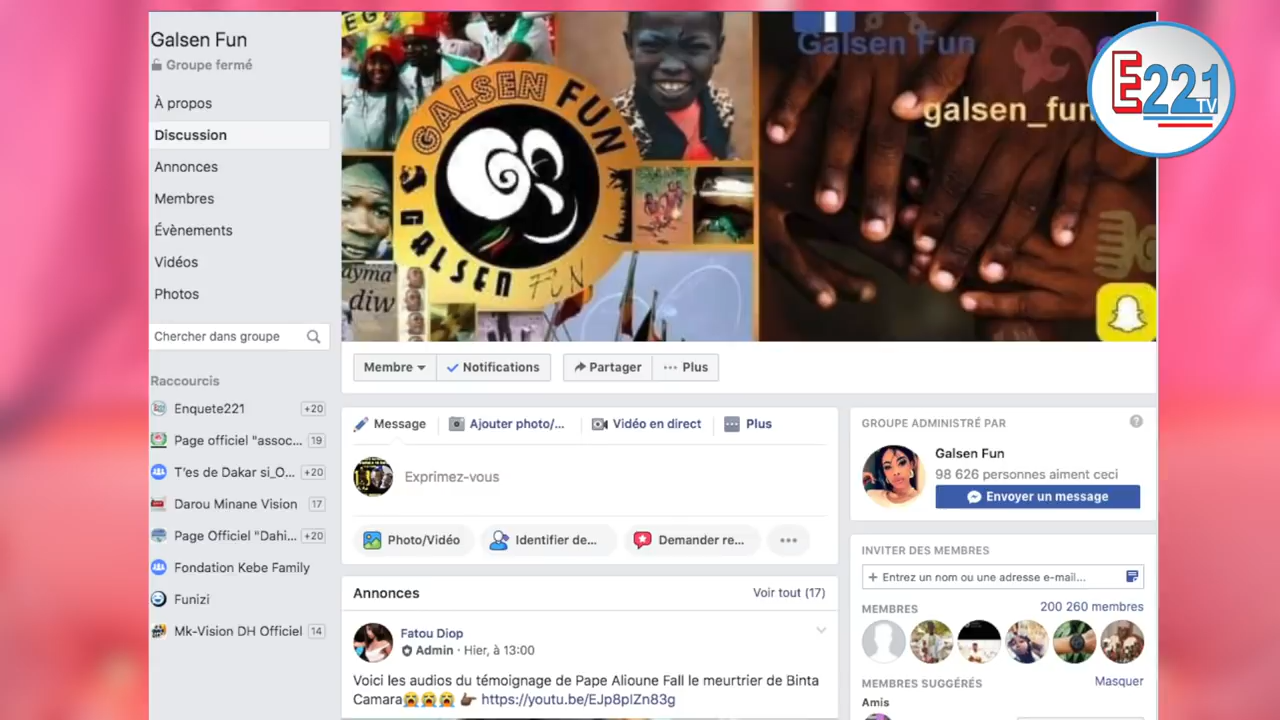 Galsen Fun
Groupe fermé
À propos
Discussion
Annonces
Membres
Évènements
Vidéos
Photos
Chercher dans groupe
Raccourcis
Enquete221 +20
Page officiel "assoc... 19
T'és de Dakar si_O... +20
Darou Minane Vision 17
Page Officiel "Dahi... +20
Fondation Kebe Family
Funizi
Mk-Vision DH Officiel 14
GALSEN FUN
GALSEN FUN
ayma
diw
Galsen Fun
galsen_fun
E221
TV
Membre
Notifications
Partager
Plus
Message
Ajouter photo/...
Vidéo en direct
Plus
Exprimez-vous
Photo/Vidéo
Identifier de...
Demander re...
Annonces
Voir tout (17)
Fatou Diop
Admin · Hier, à 13:00
Voici les audios du témoignage de Pape Alioune Fall le meurtrier de Binta
Camara😭😭😭 👉🏿 https://youtu.be/EJp8plZn83g
GROUPE ADMINISTRÉ PAR
Galsen Fun
98 626 personnes aiment ceci
Envoyer un message
INVITER DES MEMBRES
+ Entrez un nom ou une adresse e-mail...
MEMBRES
200 260 membres
MEMBRES SUGGÉRÉS
Masquer
Amis